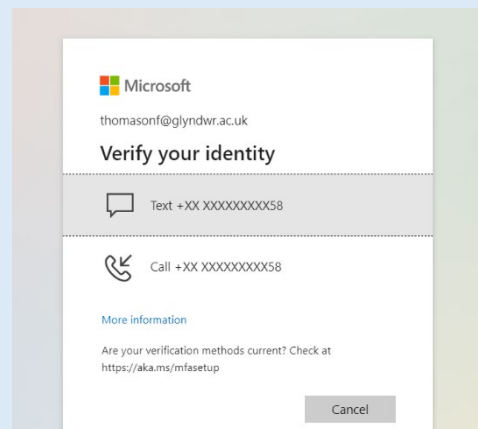 Microsoft
thomasonf@glyndwr.ac.uk
Verify your identity
Text +XX XXXXXXXXX58
Call +XX XXXXXXXXX58
More information
Are your verification methods current? Check at
https://aka.ms/mfasetup
Cancel